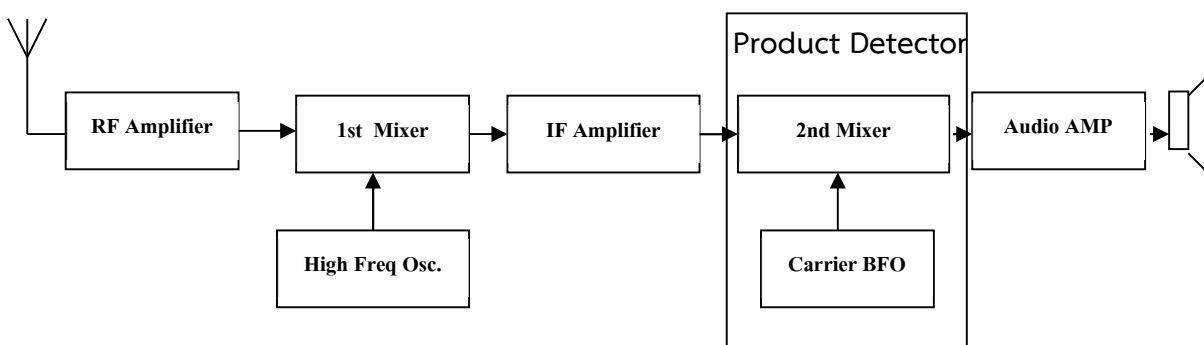 Product Detector
RF Amplifier
1st Mixer
IF Amplifier
2nd Mixer
Audio AMP
High Freq Osc.
Carrier BFO